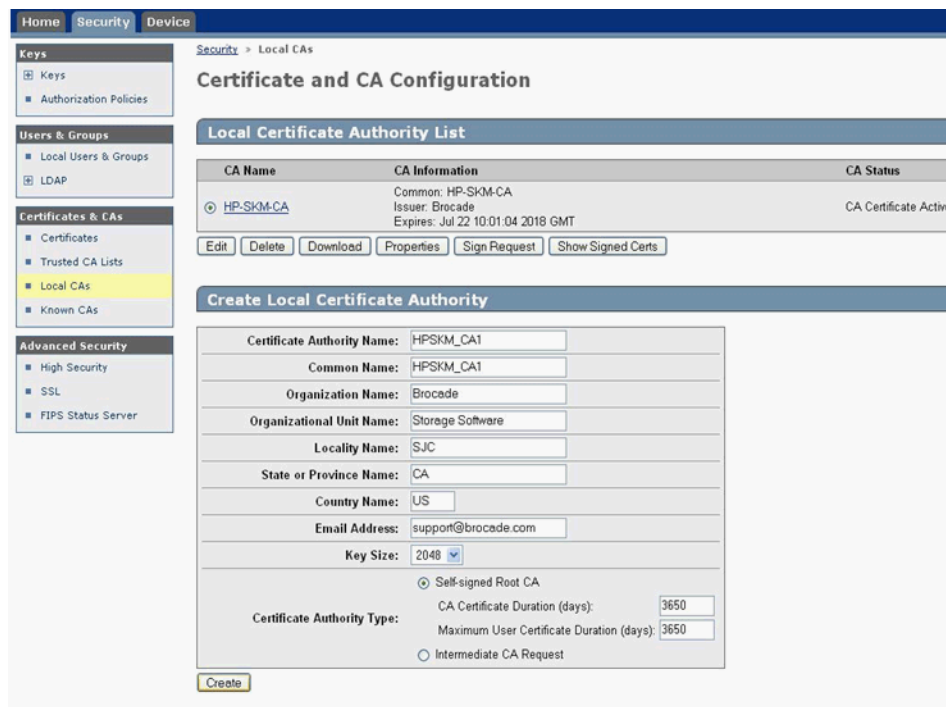 Home Security Device
Security > Local CAs
Certificate and CA Configuration
Keys
Keys
Authorization Policies
Users & Groups
Local Users & Groups
LDAP
Certificates & CAs
Certificates
Trusted CA Lists
Local CAs
Known CAs
Advanced Security
High Security
SSL
FIPS Status Server
Local Certificate Authority List
CA Name CA Information CA Status
HP-SKM-CA
Common: HP-SKM-CA
Issuer: Brocade
Expires: Jul 22 10:01:04 2018 GMT
CA Certificate Activ
Edit Delete Download Properties Sign Request Show Signed Certs
Create Local Certificate Authority
Certificate Authority Name: HPSKM_CA1
Common Name: HPSKM_CA1
Organization Name: Brocade
Organizational Unit Name: Storage Software
Locality Name: SJC
State or Province Name: CA
Country Name: US
Email Address: support@brocade.com
Key Size: 2048
Certificate Authority Type:
Self-signed Root CA
CA Certificate Duration (days): 3650
Maximum User Certificate Duration (days): 3650
Intermediate CA Request
Create